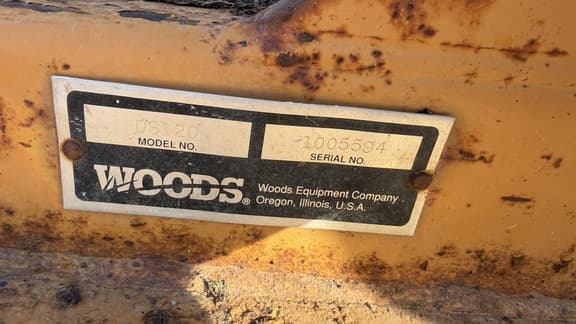 DS120
MODEL NO.
1005594
SERIAL NO.
WOODS®
Woods Equipment Company
Oregon, Illinois, U.S.A.